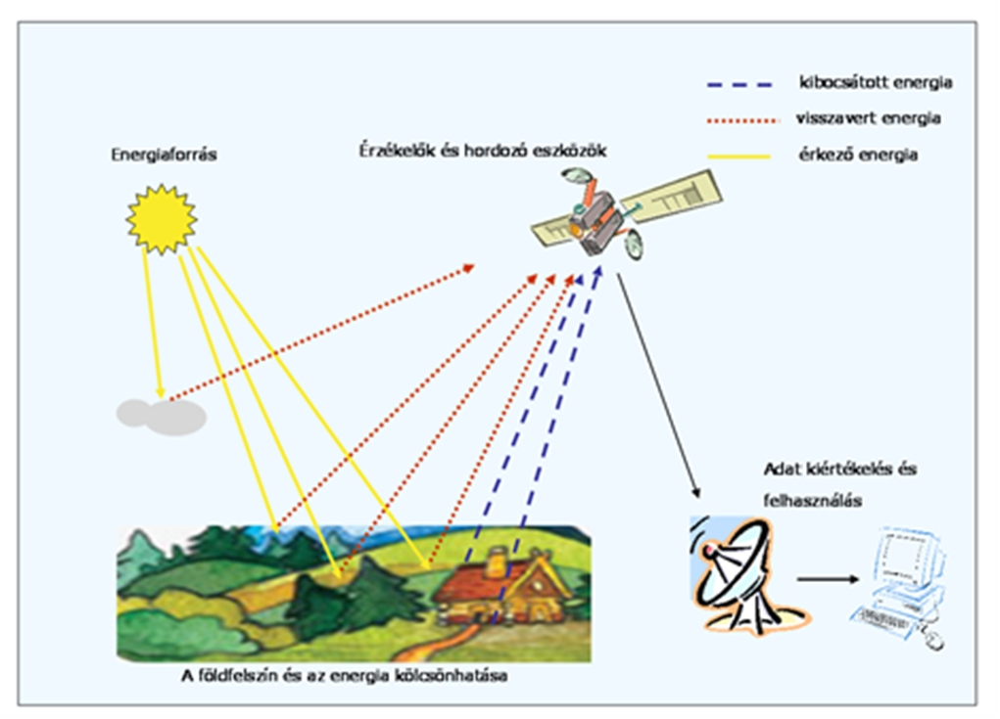 kibocsátott energia
visszavert energia
érkező energia
Energiaforrás
Érzékelők és hordozó eszközök
Adat kiértékelés és
felhasználás
A földfelszín és az energia kölcsönhatása